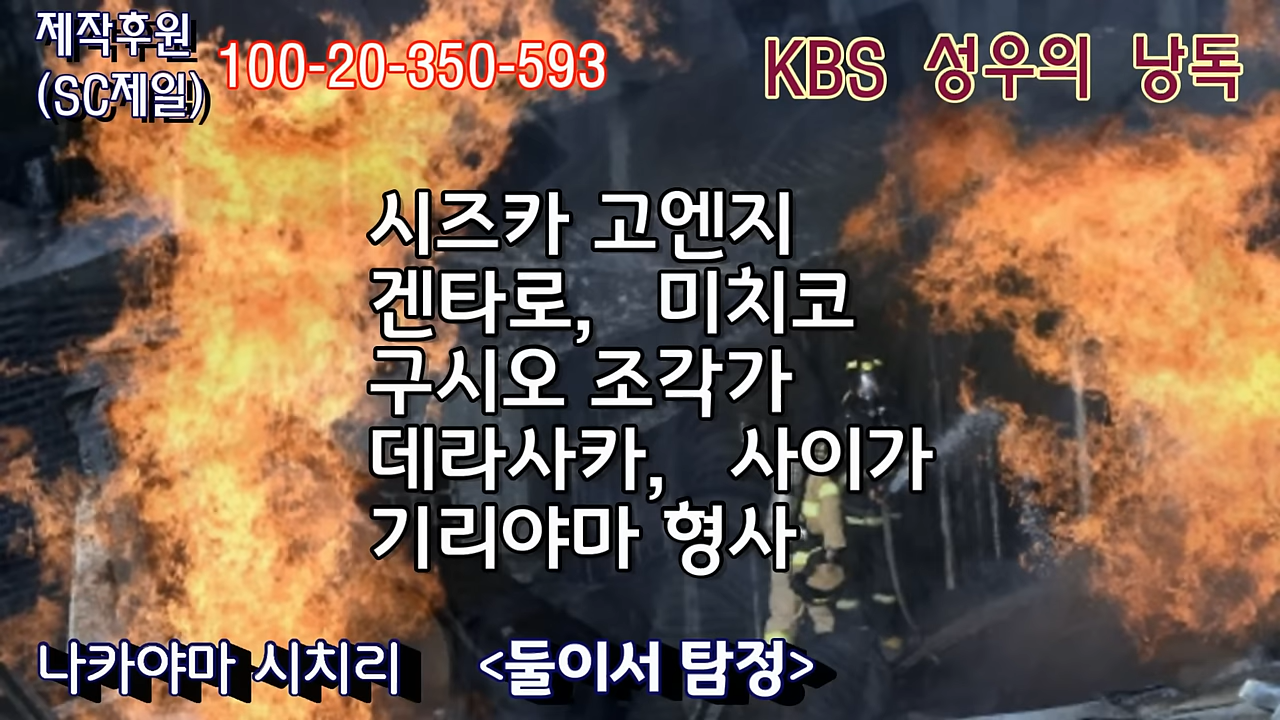 제작후원
(SC제일)
100-20-350-593
KBS 성우의 낭독
시즈카 고엔지
겐타로, 미치코
구시오 조각가
데라사카, 사이가
기리야마 형사
나카야마 시치리 <둘이서 탐정>